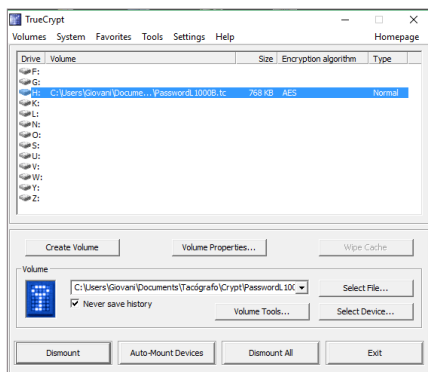 TrueCrypt
Volumes System Favorites Tools Settings Help Homepage
Drive Volume Size Encryption algorithm Type
F:
G:
H: C:\Users\Giovani\Docume...\PasswordL1000B.tc 768 KB AES Normal
K:
L:
N:
O:
S:
U:
V:
W:
Y:
Z:
Create Volume Volume Properties... Wipe Cache
Volume
C:\Users\Giovani\Documents\Tacógrafo\Crypt\PasswordL100
Select File...
Never save history
Volume Tools... Select Device...
Dismount Auto-Mount Devices Dismount All Exit